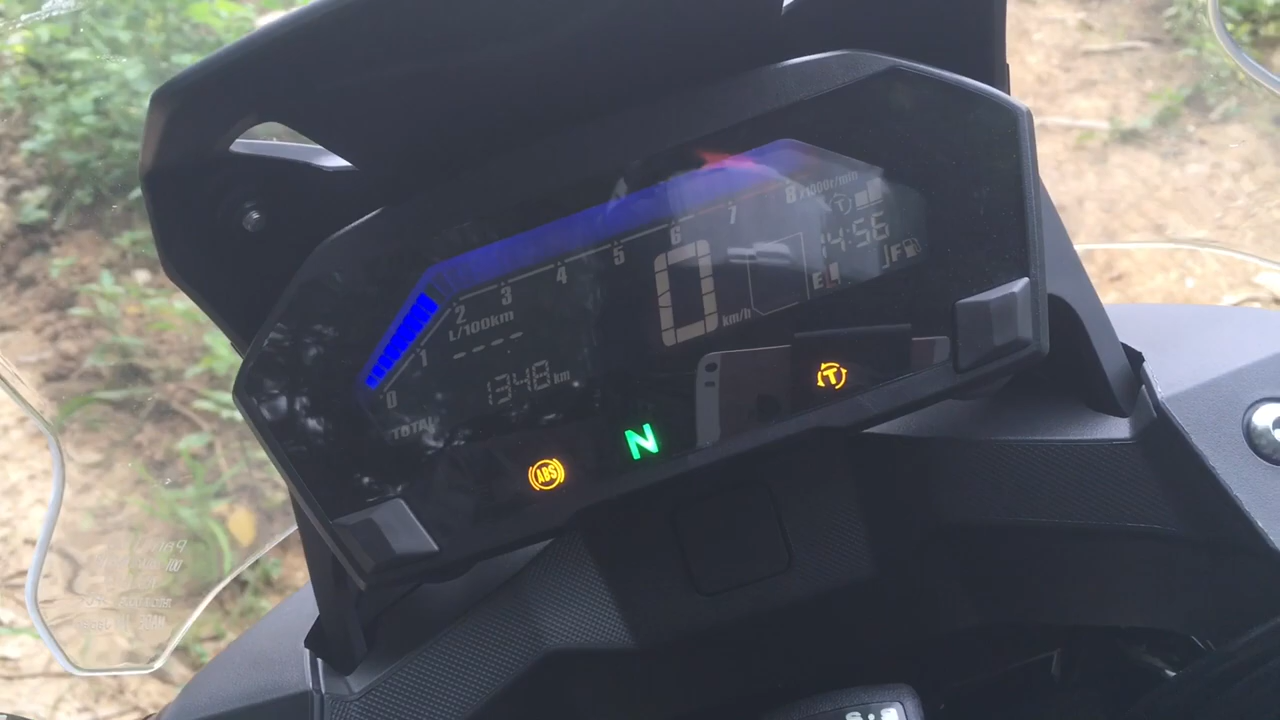 8 x1000r/min
7
6
5
4
3
2
1
0
4:56
E F
L/100km
----
0 km/h
1348 km
TOTAL
N
ABS
T